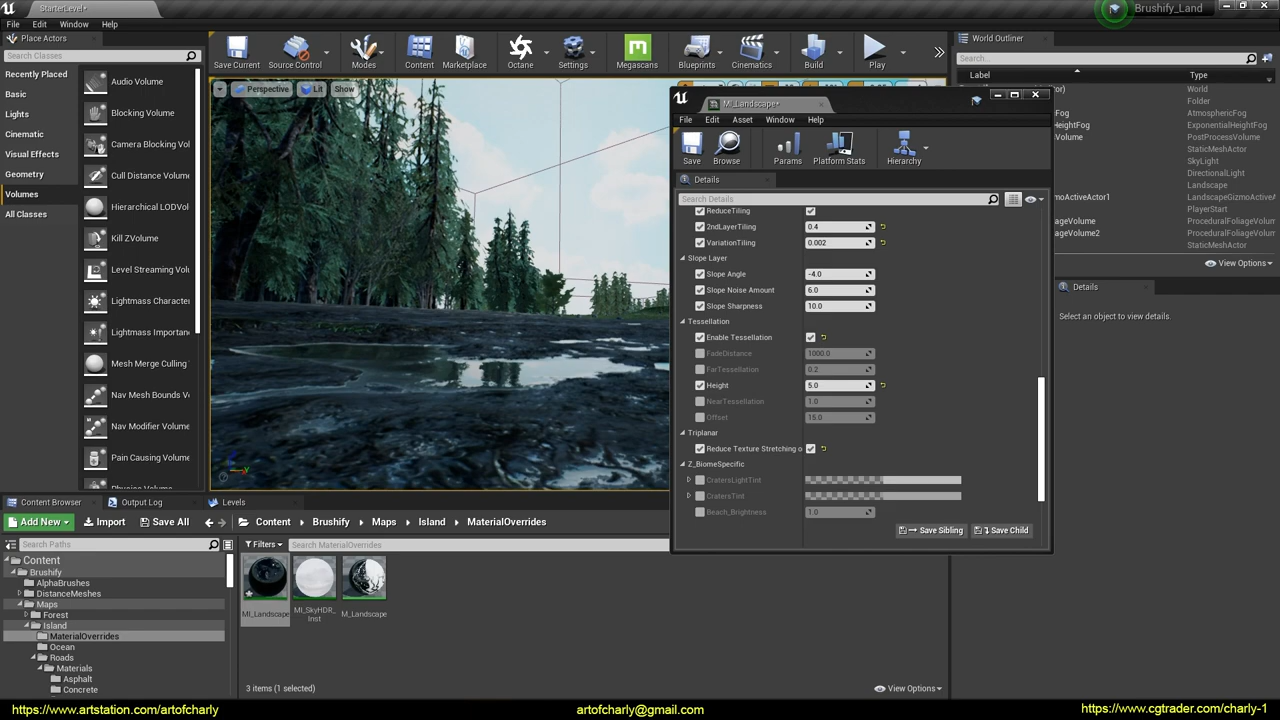 StarterLevel*
Brushify_Land
File Edit Window Help
Place Actors
Search Classes
Recently Placed
Basic
Lights
Cinematic
Visual Effects
Geometry
Volumes
All Classes
Audio Volume
Blocking Volume
Camera Blocking Vol
Cull Distance Volume
Hierarchical LODVol
Kill ZVolume
Level Streaming Volu
Lightmass Character
Lightmass Importanc
Mesh Merge Culling
Nav Mesh Bounds Vo
Nav Modifier Volume
Pain Causing Volume
Save Current
Source Control
Modes
Content
Marketplace
Octane
Settings
Megascans
Blueprints
Cinematics
Build
Play
Perspective Lit Show
World Outliner
Search...
Label Type
World
Folder
AtmosphericFog
ExponentialHeightFog
PostProcessVolume
StaticMeshActor
SkyLight
DirectionalLight
Landscape
LandscapeGizmoActive
PlayerStart
ProceduralFoliageVolum
ProceduralFoliageVolum
StaticMeshActor
View Options
Details
Select an object to view details.
MI_Landscape*
File Edit Asset Window Help
Save
Browse
Params
Platform Stats
Hierarchy
Details
Search Details
ReduceTiling
2ndLayerTiling 0.4
VariationTiling 0.002
Slope Layer
Slope Angle -4.0
Slope Noise Amount 6.0
Slope Sharpness 10.0
Tessellation
Enable Tessellation
FadeDistance 1000.0
FarTessellation 0.2
Height 5.0
NearTessellation 1.0
Offset 15.0
Triplanar
Reduce Texture Stretching o
Z_BiomeSpecific
CratersLightTint
CratersTint
Beach_Brightness 1.0
Save Sibling Save Child
Content Browser Output Log Levels
Add New Import Save All Content Brushify Maps Island MaterialOverrides
Search Paths
Filters Search MaterialOverrides
Content
Brushify
AlphaBrushes
DistanceMeshes
Maps
Forest
Island
MaterialOverrides
Ocean
Roads
Materials
Asphalt
Concrete
MI_Landscape
MI_SkyHDR_
Inst
M_Landscape
3 items (1 selected)
View Options
https://www.artstation.com/artofcharly
artofcharly@gmail.com
https://www.cgtrader.com/charly-1